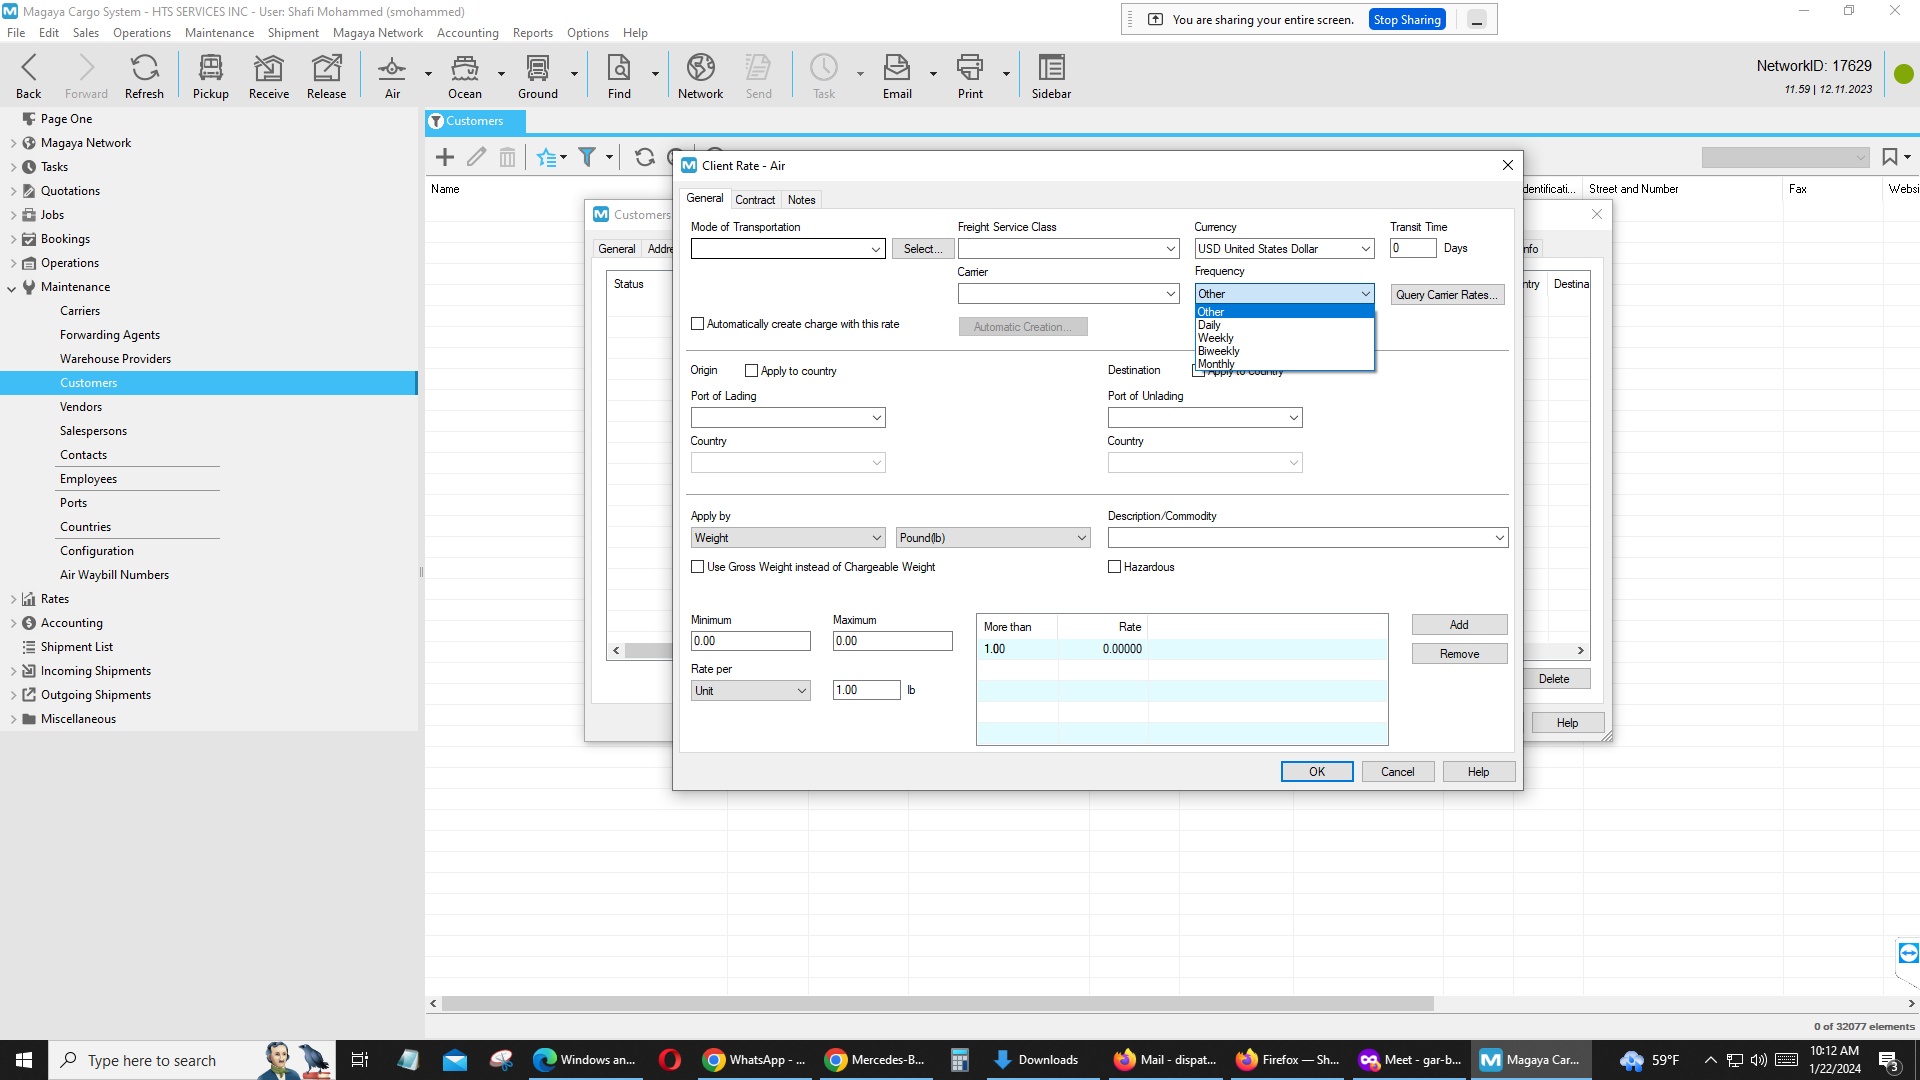 Magaya Cargo System - HTS SERVICES INC - User: Shafi Mohammed (smohammed)
You are sharing your entire screen.
Stop Sharing
File Edit Sales Operations Maintenance Shipment Magaya Network Accounting Reports Options Help
Back Forward Refresh Pickup Receive Release Air Ocean Ground Find Network Send Task Email Print Sidebar
NetworkID: 17629
11.59 | 12.11.2023
Page One
Magaya Network
Tasks
Quotations
Jobs
Bookings
Operations
Maintenance
Carriers
Forwarding Agents
Warehouse Providers
Customers
Vendors
Salespersons
Contacts
Employees
Ports
Countries
Configuration
Air Waybill Numbers
Rates
Accounting
Shipment List
Incoming Shipments
Outgoing Shipments
Miscellaneous
Customers
Name
dentificati... Street and Number Fax Websi
Customers
General Addre
nfo
Status
ntry Destina
Delete
Help
Client Rate - Air
General Contract Notes
Mode of Transportation
Select...
Freight Service Class
Currency
USD United States Dollar
Transit Time
0 Days
Carrier
Frequency
Other
Query Carrier Rates...
Other
Daily
Weekly
Biweekly
Monthly
Automatically create charge with this rate
Automatic Creation...
Origin Apply to country
Destination Apply to country
Port of Lading
Port of Unlading
Country
Country
Apply by
Weight Pound(lb)
Description/Commodity
Use Gross Weight instead of Chargeable Weight
Hazardous
Minimum Maximum
0.00 0.00
Rate per
Unit 1.00 lb
More than Rate
1.00 0.00000
Add
Remove
OK Cancel Help
0 of 32077 elements
Type here to search
Windows an...
WhatsApp - ...
Mercedes-B...
Downloads
Mail - dispat...
Firefox — Sh...
Meet - gar-b...
Magaya Car...
59°F
10:12 AM
1/22/2024
3